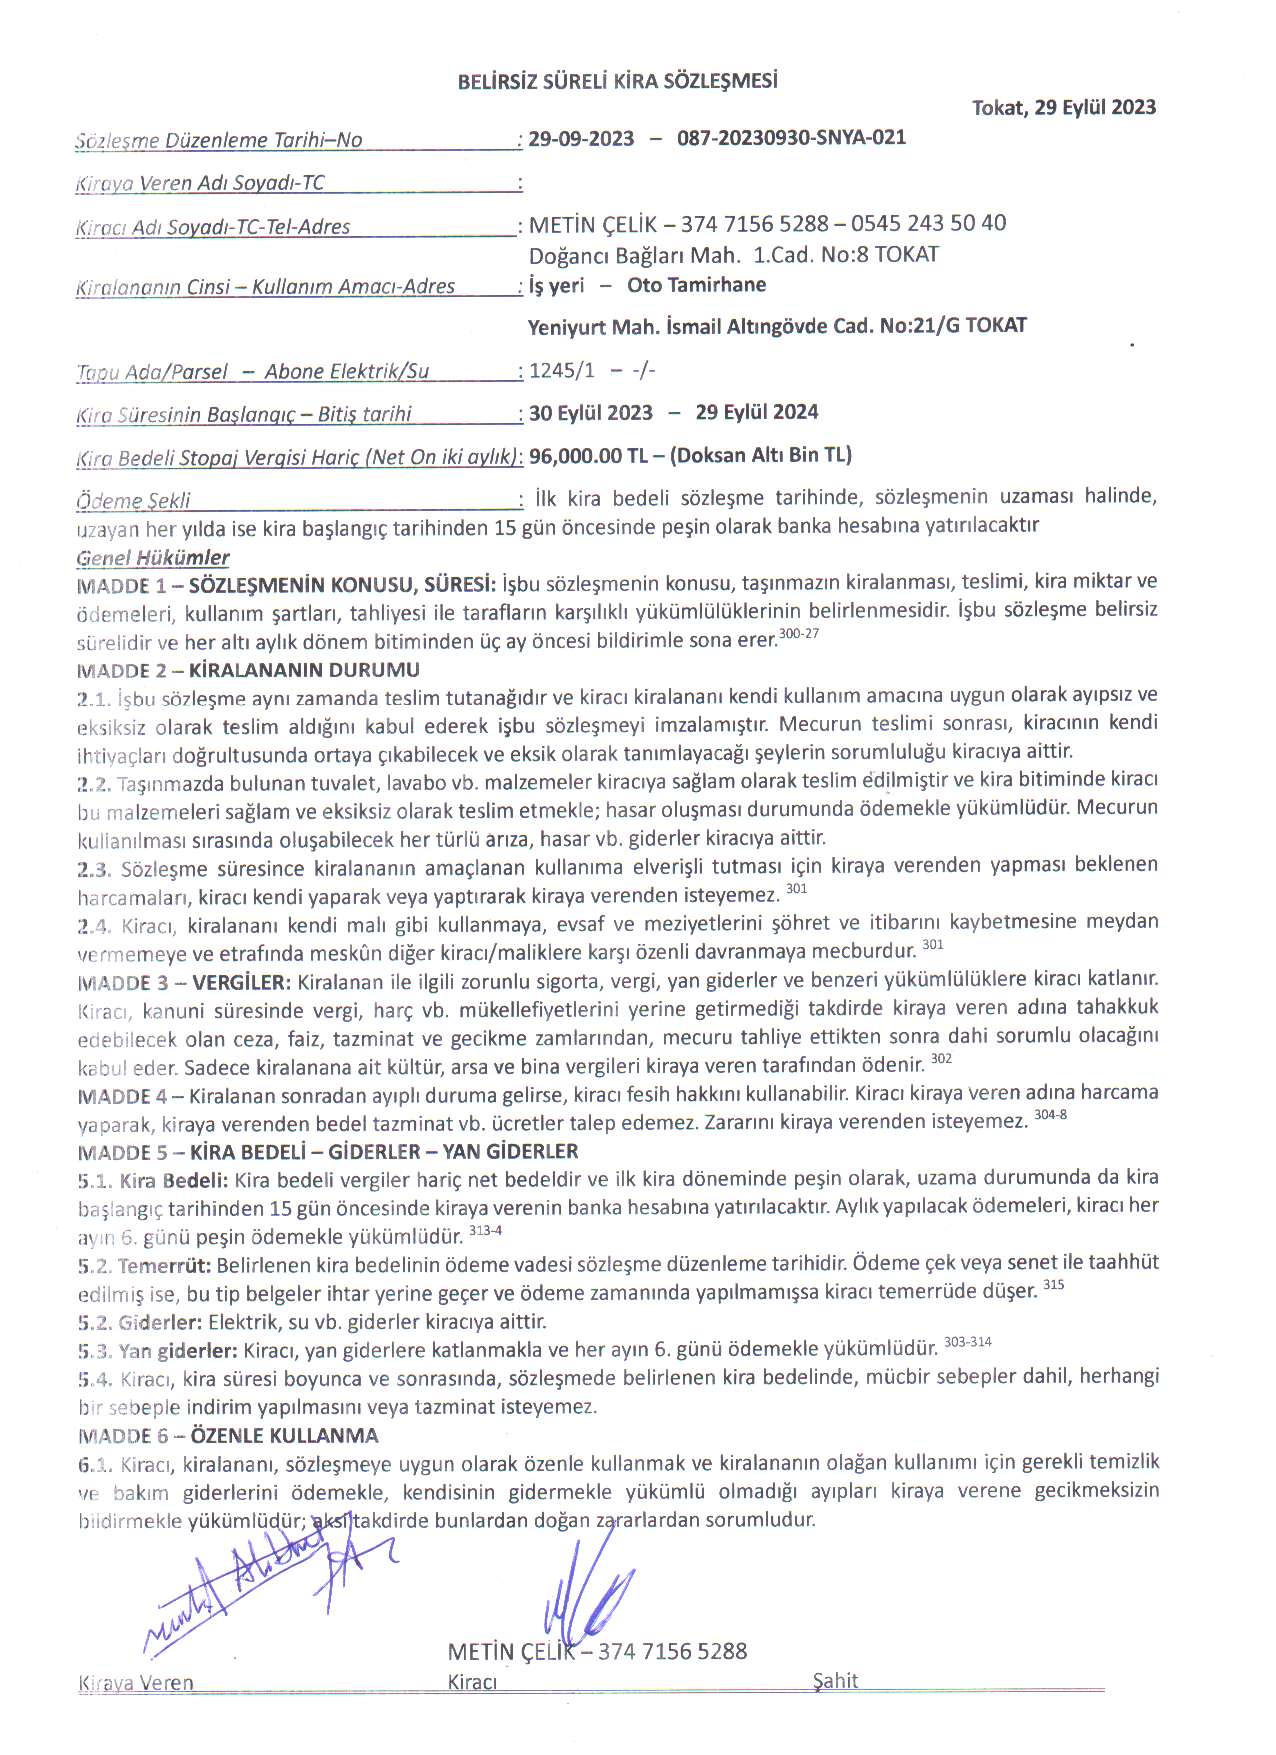 BELİRSİZ SÜRELİ KİRA SÖZLEŞMESİ
Tokat, 29 Eylül 2023
Sözleşme Düzenleme Tarihi–No : 29-09-2023 – 087-20230930-SNYA-021
Kiraya Veren Adı Soyadı-TC :
Kiracı Adı Soyadı-TC-Tel-Adres : METİN ÇELİK – 374 7156 5288 – 0545 243 50 40
Doğancı Bağları Mah. 1.Cad. No:8 TOKAT
Kiralananın Cinsi – Kullanım Amacı-Adres : İş yeri – Oto Tamirhane
Yeniyurt Mah. İsmail Altıngövde Cad. No:21/G TOKAT
Tapu Ada/Parsel – Abone Elektrik/Su : 1245/1 – -/-
Kira Süresinin Başlangıç – Bitiş tarihi : 30 Eylül 2023 – 29 Eylül 2024
Kira Bedeli Stopaj Vergisi Hariç (Net On iki aylık): 96,000.00 TL – (Doksan Altı Bin TL)
Ödeme Şekli : İlk kira bedeli sözleşme tarihinde, sözleşmenin uzaması halinde,
uzayan her yılda ise kira başlangıç tarihinden 15 gün öncesinde peşin olarak banka hesabına yatırılacaktır
Genel Hükümler
MADDE 1 – SÖZLEŞMENİN KONUSU, SÜRESİ: İşbu sözleşmenin konusu, taşınmazın kiralanması, teslimi, kira miktar ve
ödemeleri, kullanım şartları, tahliyesi ile tarafların karşılıklı yükümlülüklerinin belirlenmesidir. İşbu sözleşme belirsiz
sürelidir ve her altı aylık dönem bitiminden üç ay öncesi bildirimle sona erer.300-27
MADDE 2 – KİRALANANIN DURUMU
2.1. İşbu sözleşme aynı zamanda teslim tutanağıdır ve kiracı kiralananı kendi kullanım amacına uygun olarak ayıpsız ve
eksiksiz olarak teslim aldığını kabul ederek işbu sözleşmeyi imzalamıştır. Mecurun teslimi sonrası, kiracının kendi
ihtiyaçları doğrultusunda ortaya çıkabilecek ve eksik olarak tanımlayacağı şeylerin sorumluluğu kiracıya aittir.
2.2. Taşınmazda bulunan tuvalet, lavabo vb. malzemeler kiracıya sağlam olarak teslim edilmiştir ve kira bitiminde kiracı
bu malzemeleri sağlam ve eksiksiz olarak teslim etmekle; hasar oluşması durumunda ödemekle yükümlüdür. Mecurun
kullanılması sırasında oluşabilecek her türlü arıza, hasar vb. giderler kiracıya aittir.
2.3. Sözleşme süresince kiralananın amaçlanan kullanıma elverişli tutması için kiraya verenden yapması beklenen
harcamaları, kiracı kendi yaparak veya yaptırarak kiraya verenden isteyemez. 301
2.4. Kiracı, kiralananı kendi malı gibi kullanmaya, evsaf ve meziyetlerini şöhret ve itibarını kaybetmesine meydan
vermemeye ve etrafında meskûn diğer kiracı/maliklere karşı özenli davranmaya mecburdur. 301
MADDE 3 – VERGİLER: Kiralanan ile ilgili zorunlu sigorta, vergi, yan giderler ve benzeri yükümlülüklere kiracı katlanır.
Kiracı, kanuni süresinde vergi, harç vb. mükellefiyetlerini yerine getirmediği takdirde kiraya veren adına tahakkuk
edebilecek olan ceza, faiz, tazminat ve gecikme zamlarından, mecuru tahliye ettikten sonra dahi sorumlu olacağını
kabul eder. Sadece kiralanana ait kültür, arsa ve bina vergileri kiraya veren tarafından ödenir. 302
MADDE 4 – Kiralanan sonradan ayıplı duruma gelirse, kiracı fesih hakkını kullanabilir. Kiracı kiraya veren adına harcama
yaparak, kiraya verenden bedel tazminat vb. ücretler talep edemez. Zararını kiraya verenden isteyemez. 304-8
MADDE 5 – KİRA BEDELİ – GİDERLER – YAN GİDERLER
5.1. Kira Bedeli: Kira bedeli vergiler hariç net bedeldir ve ilk kira döneminde peşin olarak, uzama durumunda da kira
başlangıç tarihinden 15 gün öncesinde kiraya verenin banka hesabına yatırılacaktır. Aylık yapılacak ödemeleri, kiracı her
ayın 6. günü peşin ödemekle yükümlüdür. 313-4
5.2. Temerrüt: Belirlenen kira bedelinin ödeme vadesi sözleşme düzenleme tarihidir. Ödeme çek veya senet ile taahhüt
edilmiş ise, bu tip belgeler ihtar yerine geçer ve ödeme zamanında yapılmamışsa kiracı temerrüde düşer. 315
5.2. Giderler: Elektrik, su vb. giderler kiracıya aittir.
5.3. Yan giderler: Kiracı, yan giderlere katlanmakla ve her ayın 6. günü ödemekle yükümlüdür. 303-314
5.4. Kiracı, kira süresi boyunca ve sonrasında, sözleşmede belirlenen kira bedelinde, mücbir sebepler dahil, herhangi
bir sebeple indirim yapılmasını veya tazminat isteyemez.
MADDE 6 – ÖZENLE KULLANMA
6.1. Kiracı, kiralananı, sözleşmeye uygun olarak özenle kullanmak ve kiralananın olağan kullanımı için gerekli temizlik
ve bakım giderlerini ödemekle, kendisinin gidermekle yükümlü olmadığı ayıpları kiraya verene gecikmeksizin
bildirmekle yükümlüdür; aksi takdirde bunlardan doğan zararlardan sorumludur.
METİN ÇELİK – 374 7156 5288
Kiraya Veren Kiracı Şahit